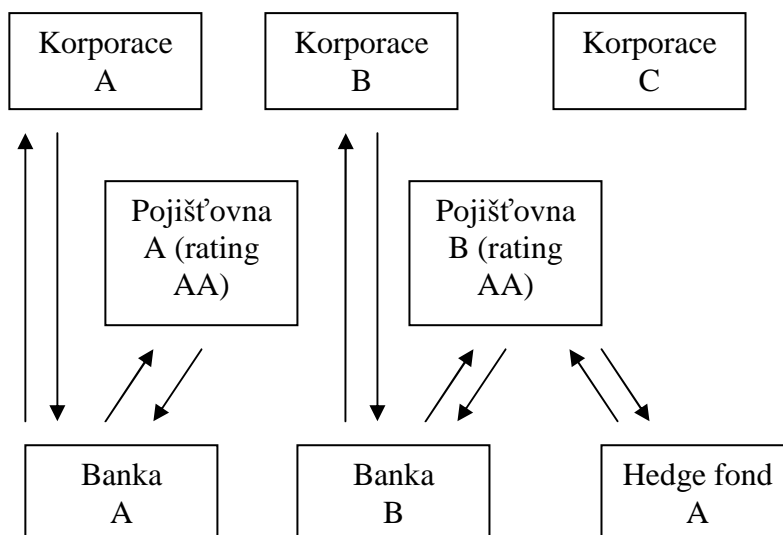 Korporace
A
Korporace
B
Korporace
C
Pojišťovna
A (rating
AA)
Pojišťovna
B (rating
AA)
Banka
A
Banka
B
Hedge fond
A